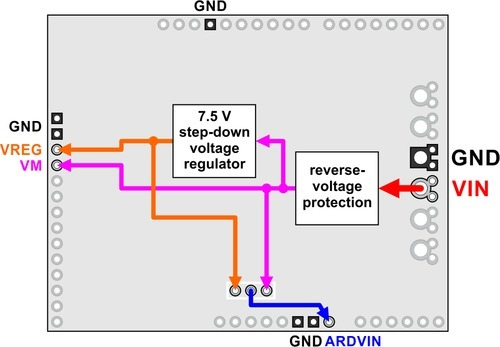 GND
7.5 V
step-down
voltage
regulator
GND
VREG
VM
reverse-
voltage
protection
GND
VIN
GND ARDVIN